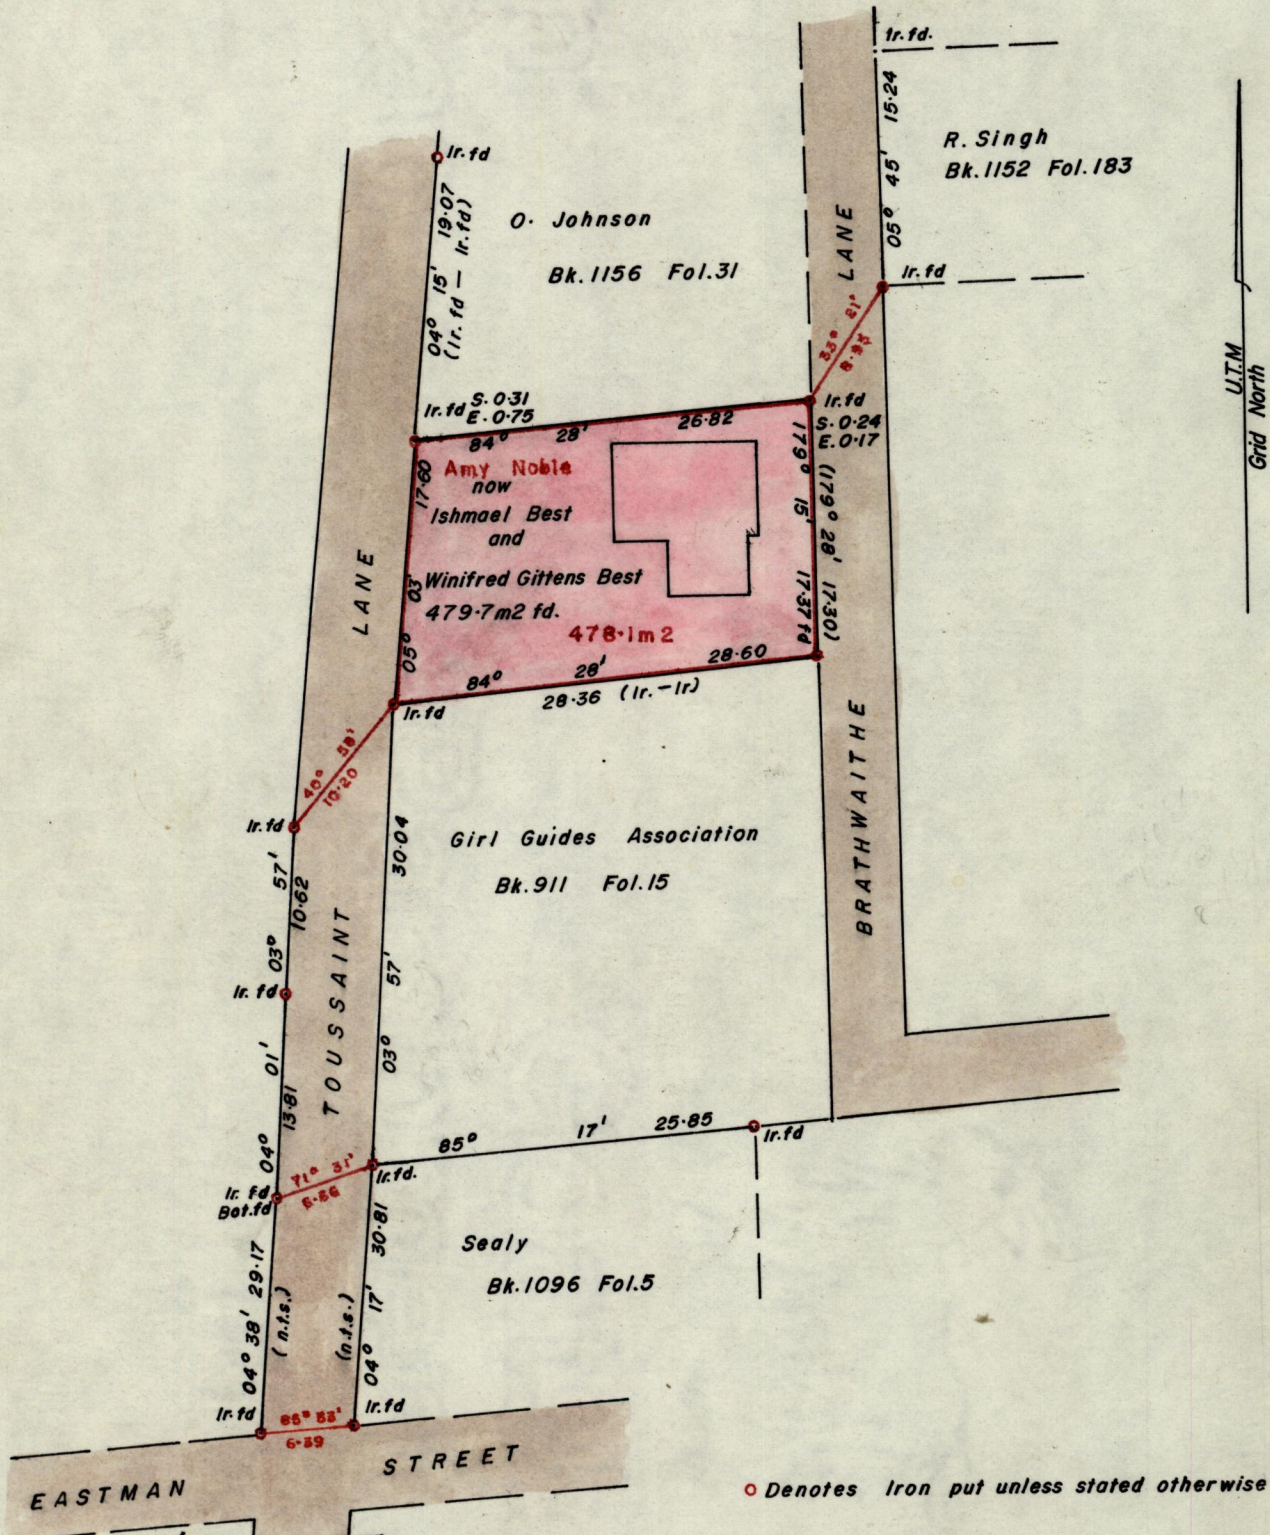 Ir.fd.
05° 45' 15·24
R. Singh
Bk.1152 Fol.183
Ir.fd
Ir.fd
04° 15' 19·07
(Ir.fd — Ir.fd)
O. Johnson
Bk.1156 Fol.31
LANE
33° 21'
U.T.M
Grid North
Ir.fd
S. 0·31
E. 0·75
84° 28' 26·82
Ir.fd
S. 0·24
E. 0·17
179° 15' 17·37 fd
(179° 28' 17·30)
05° 03' 17·60
Amy Noble
now
Ishmael Best
and
Winifred Gittens Best
479·7m2 fd.
478·1m2
84° 28' 28·60
28·36 (Ir.–Ir)
Ir.fd
LANE
58'
10·20
Ir.fd
03° 57'
10·62
03° 57' 30·04
Girl Guides Association
Bk.911 Fol.15
BRATHWAITHE
TOUSSAINT
Ir. fd
04° 01'
13·81
85° 17' 25·85
Ir.fd
71° 31'
Ir.fd.
Ir. fd
Bat.fd
04° 38' 29·17
(n.t.s.)
(n.t.s.)
04° 17' 30·81
Sealy
Bk.1096 Fol.5
Ir.fd
Ir.fd
6·39
EASTMAN STREET
Denotes Iron put unless stated otherwise